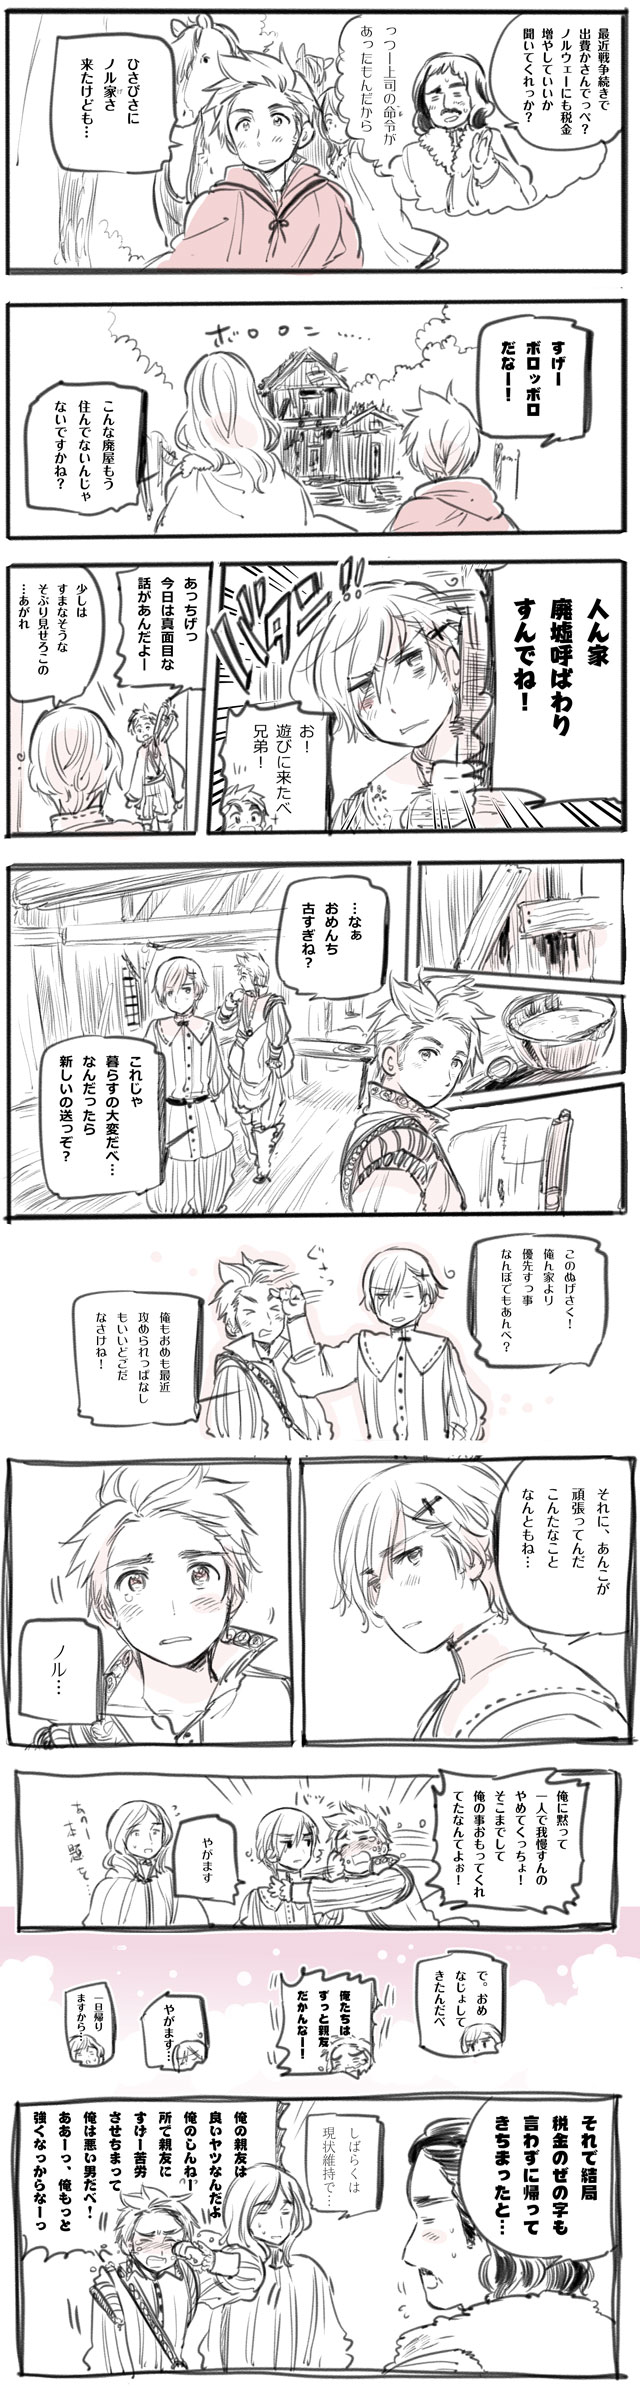 最近戦争続きで
出費かさんでっぺ？
ノルウェーにも税金
増やしていいか
聞いてくれっか？
っつー上司の命令が
あったもんだから
ひさびさに
ノル家さ
来たけども…
すげー
ボロッボロ
だなー！
ボロロロン……
こんな廃屋もう
住んでないんじゃ
ないですかね？
人ん家
廃墟呼ばわり
すんでね！
バタン!!
お！
遊びに来たべ
兄弟！
あっちげっ
今日は真面目な
話があんだよー
少しは
すまなそうな
そぶり見せろこの
…あがれ
…なぁ
おめんち
古すぎね？
これじゃ
暮らすの大変だべ…
なんだったら
新しいの送っぞ？
このぬげさく！
俺ん家より
優先すっ事
なんぼでもあんべ？
ぐさっ
俺もおめも最近
攻められっぱなし
もいいどごだ
なさけね！
それに、あんこが
頑張ってんだ
こんたなこと
なんともね…
ノル…
俺に黙って
一人で我慢すんの
やめてくっちょ！
そこまでして
俺の事おもってくれ
てたなんてよぉ！
やがます
あのー
本題を…
で。おめ
なじょして
きたんだべ
俺たちは
ずっと親友
だかんなー！
やがます…
一旦帰り
ますから…
それで結局
税金のぜの字も
言わずに帰って
きちまったと…
しばらくは
現状維持で…
俺の親友は
良いヤツなんだよ
俺のしんねー
所で親友に
すけー苦労
させちまって
俺は悪い男だべ！
ああーっ、俺もっと
強くなっからなーっ